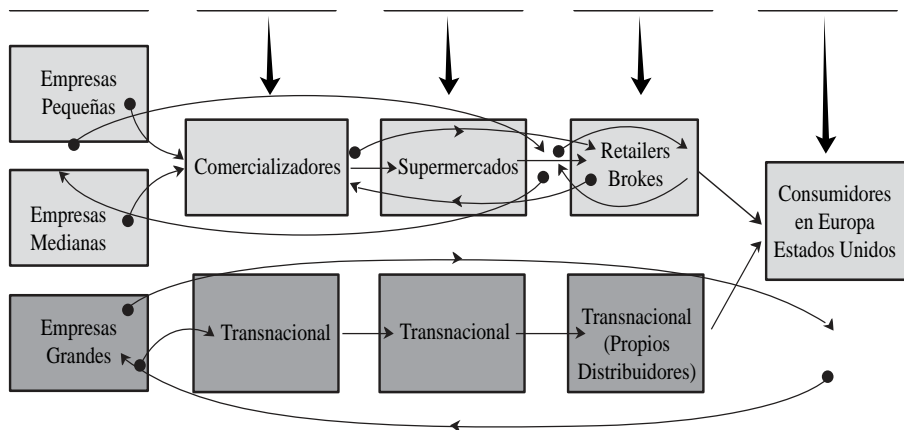 Empresas
Pequeñas
Comercializadores
Supermercados
Retailers
Brokes
Empresas
Medianas
Consumidores
en Europa
Estados Unidos
Empresas
Grandes
Transnacional
Transnacional
Transnacional
(Propios
Distribuidores)